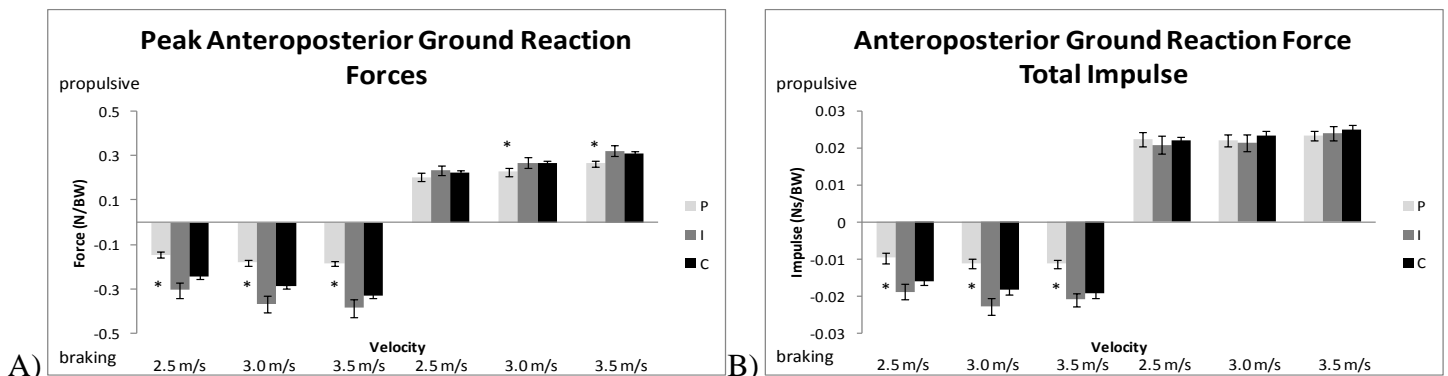 Peak Anteroposterior Ground Reaction
Forces
propulsive
0.5
0.3
0.1
-0.1
-0.3
-0.5
Force (N/BW)
* * * * *
P
I
C
Velocity
braking
2.5 m/s 3.0 m/s 3.5 m/s 2.5 m/s 3.0 m/s 3.5 m/s
A)
Anteroposterior Ground Reaction Force
Total Impulse
propulsive
0.03
0.02
0.01
0
-0.01
-0.02
-0.03
Impulse (Ns/BW)
* * *
P
I
C
Velocity
braking
2.5 m/s 3.0 m/s 3.5 m/s 2.5 m/s 3.0 m/s 3.5 m/s
B)